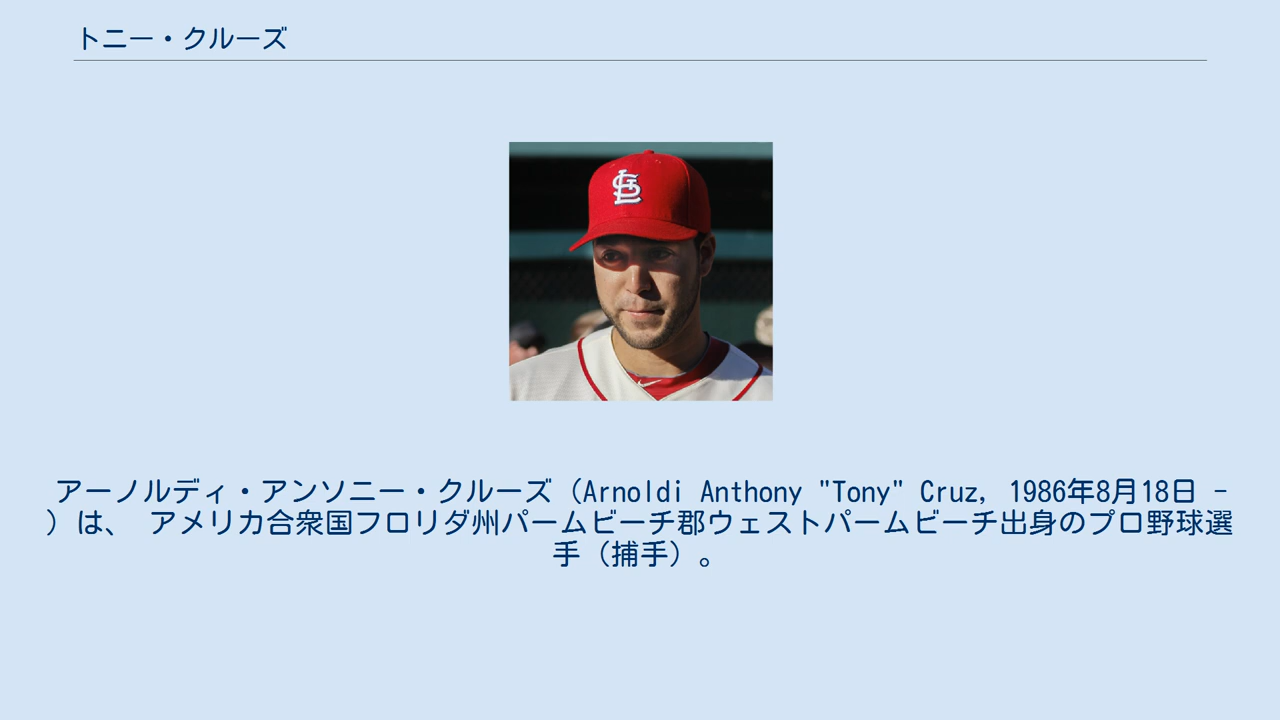 トニー・クルーズ
STL
アーノルディ・アンソニー・クルーズ（Arnoldi Anthony "Tony" Cruz, 1986年8月18日 -
）は、 アメリカ合衆国フロリダ州パームビーチ郡ウェストパームビーチ出身のプロ野球選
手（捕手）。